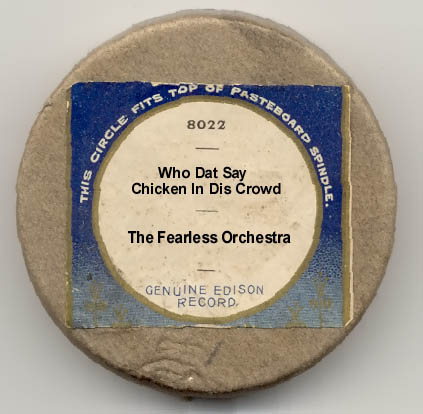 THIS CIRCLE FITS TOP OF PASTEBOARD SPINDLE.
8022
Who Dat Say
Chicken In Dis Crowd
The Fearless Orchestra
GENUINE EDISON
RECORD